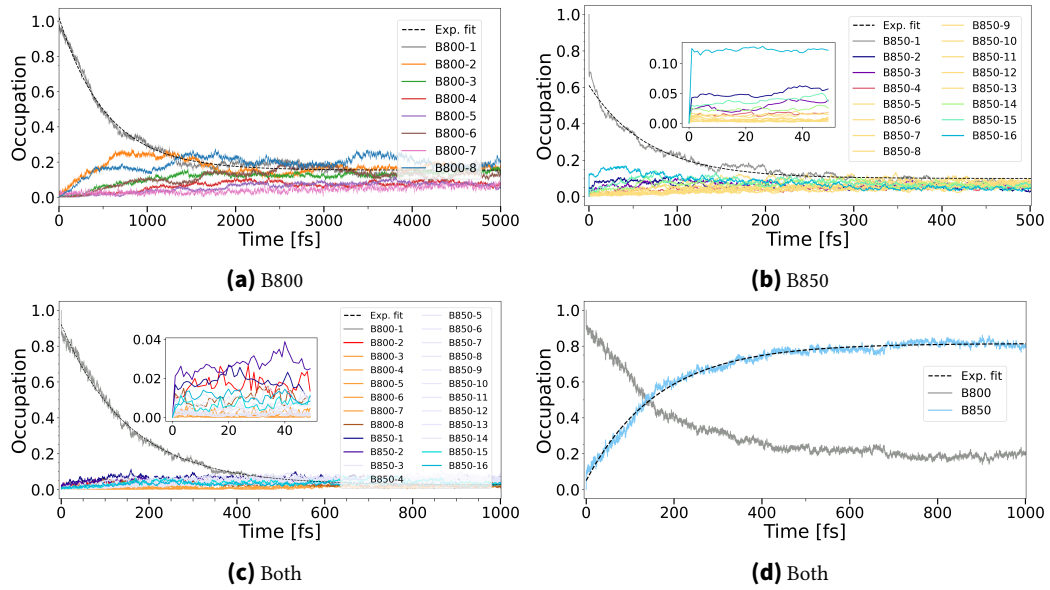 1.0
0.8
0.6
0.4
0.2
0.0
Occupation
0
1000
2000
3000
4000
5000
Time [fs]
Exp. fit
B800-1
B800-2
B800-3
B800-4
B800-5
B800-6
B800-7
B800-8
(a) B800
1.0
0.8
0.6
0.4
0.2
0.0
Occupation
0.10
0.05
0.00
0
20
40
Exp. fit
B850-1
B850-2
B850-3
B850-4
B850-5
B850-6
B850-7
B850-8
B850-9
B850-10
B850-11
B850-12
B850-13
B850-14
B850-15
B850-16
0
100
200
300
400
500
Time [fs]
(b) B850
1.0
0.8
0.6
0.4
0.2
0.0
Occupation
0.04
0.02
0.00
0
20
40
Exp. fit
B800-1
B800-2
B800-3
B800-4
B800-5
B800-6
B800-7
B800-8
B850-1
B850-2
B850-3
B850-4
B850-5
B850-6
B850-7
B850-8
B850-9
B850-10
B850-11
B850-12
B850-13
B850-14
B850-15
B850-16
0
200
400
600
800
1000
Time [fs]
(c) Both
1.0
0.8
0.6
0.4
0.2
0.0
Occupation
Exp. fit
B800
B850
0
200
400
600
800
1000
Time [fs]
(d) Both